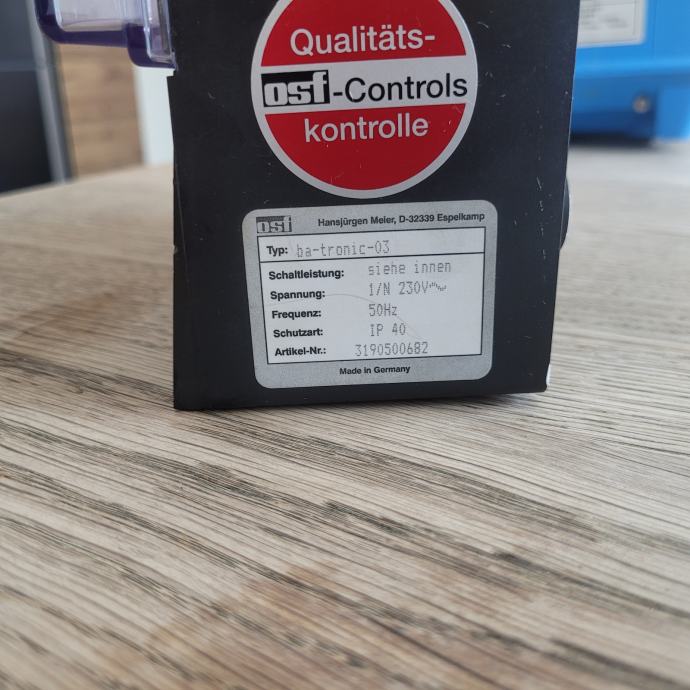 Qualitäts-
osf-Controls
kontrolle
osf Hansjürgen Meier, D-32339 Espelkamp
Typ: ba-tronic-03
Schaltleistung: siehe innen
Spannung: 1/N 230V
Frequenz: 50Hz
Schutzart: IP 40
Artikel-Nr.: 3190500682
Made in Germany